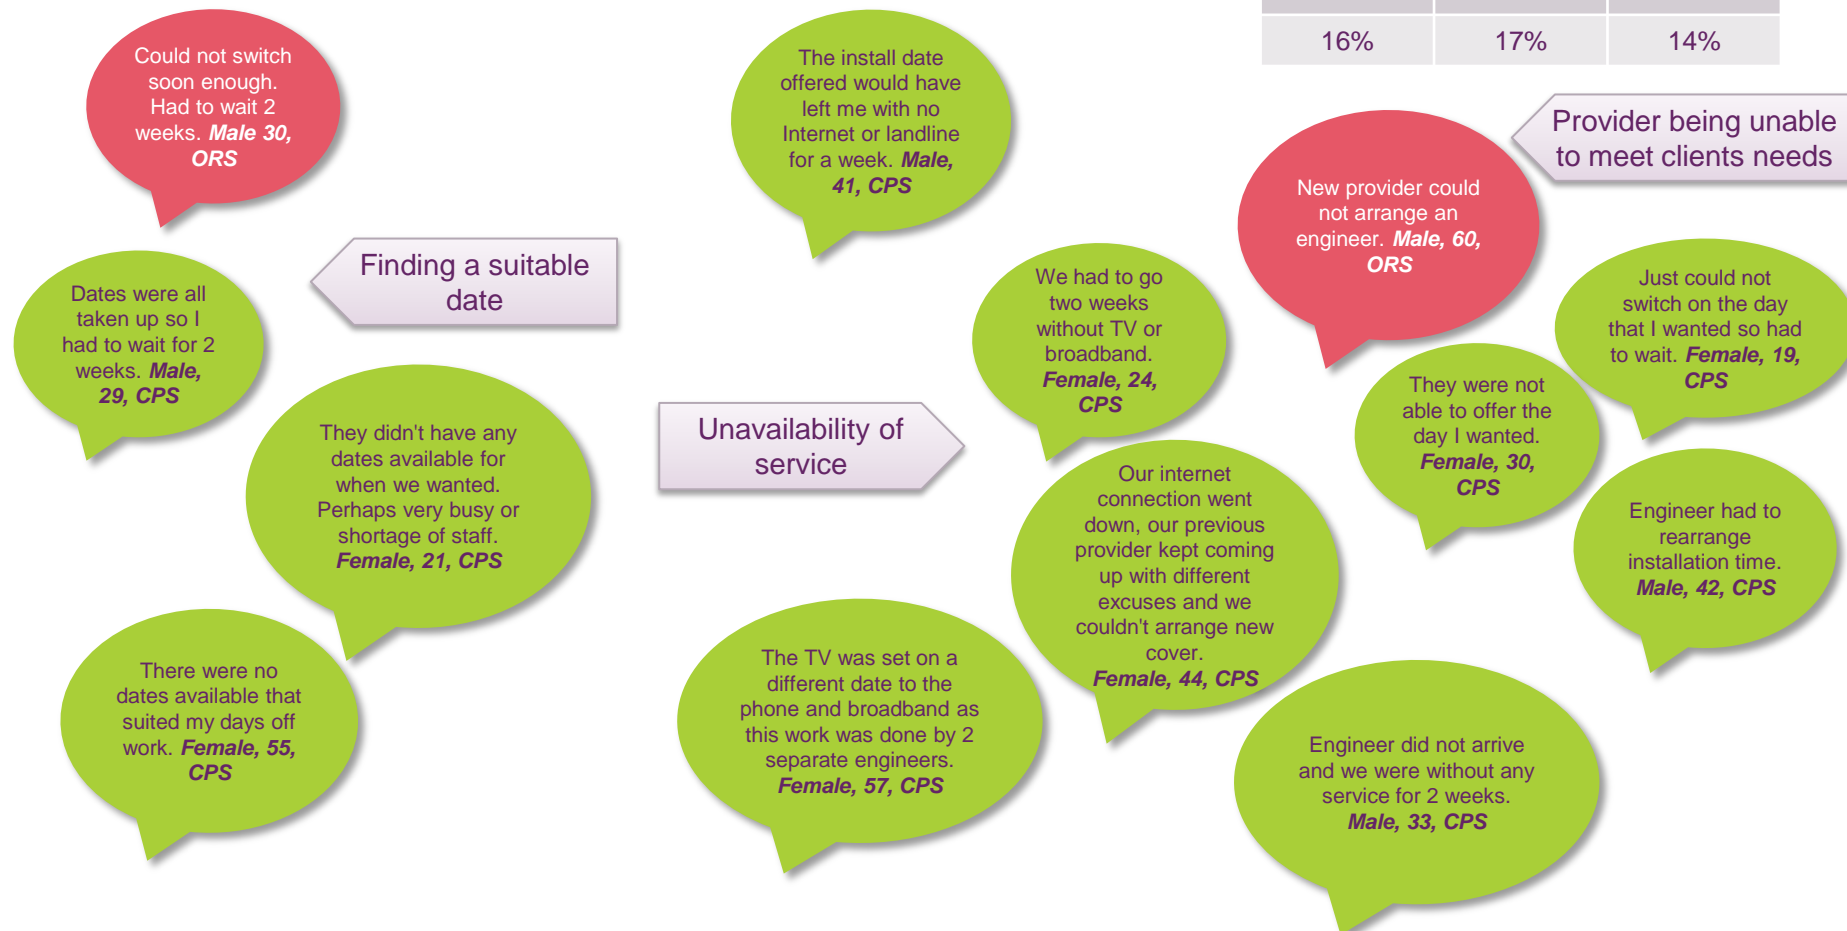 16% 17% 14%
Could not switch
soon enough.
Had to wait 2
weeks. Male 30,
ORS
Finding a suitable
date
Dates were all
taken up so I
had to wait for 2
weeks. Male,
29, CPS
They didn't have any
dates available for
when we wanted.
Perhaps very busy or
shortage of staff.
Female, 21, CPS
There were no
dates available that
suited my days off
work. Female, 55,
CPS
The install date
offered would have
left me with no
Internet or landline
for a week. Male,
41, CPS
Unavailability of
service
We had to go
two weeks
without TV or
broadband.
Female, 24,
CPS
Our internet
connection went
down, our previous
provider kept coming
up with different
excuses and we
couldn't arrange new
cover.
Female, 44, CPS
The TV was set on a
different date to the
phone and broadband as
this work was done by 2
separate engineers.
Female, 57, CPS
Provider being unable
to meet clients needs
New provider could
not arrange an
engineer. Male, 60,
ORS
Just could not
switch on the day
that I wanted so had
to wait. Female, 19,
CPS
They were not
able to offer the
day I wanted.
Female, 30,
CPS
Engineer had to
rearrange
installation time.
Male, 42, CPS
Engineer did not arrive
and we were without any
service for 2 weeks.
Male, 33, CPS